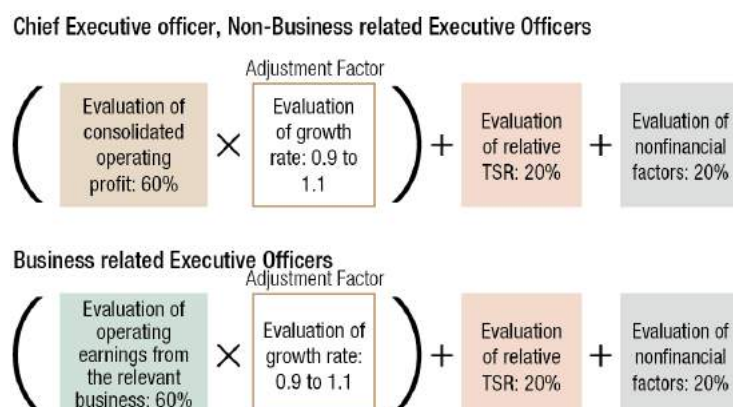 Chief Executive officer, Non-Business related Executive Officers
Adjustment Factor
(
Evaluation of
consolidated
operating
profit: 60%
×
Evaluation
of growth
rate: 0.9 to
1.1
)
+
Evaluation
of relative
TSR: 20%
+
Evaluation of
nonfinancial
factors: 20%
Business related Executive Officers
Adjustment Factor
(
Evaluation of
operating
earnings from
the relevant
business: 60%
×
Evaluation of
growth rate:
0.9 to 1.1
)
+
Evaluation
of relative
TSR: 20%
+
Evaluation of
nonfinancial
factors: 20%